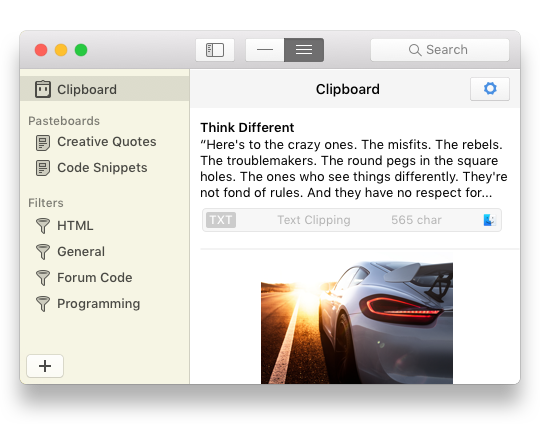 Search
Clipboard
Pasteboards
Creative Quotes
Code Snippets
Filters
HTML
General
Forum Code
Programming
Clipboard
Think Different
“Here's to the crazy ones. The misfits. The rebels.
The troublemakers. The round pegs in the square
holes. The ones who see things differently. They're
not fond of rules. And they have no respect for...
TXT Text Clipping 565 char